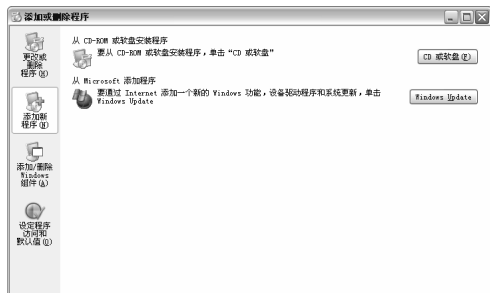 添加或删除程序
更改或
删除
程序(H)
添加新
程序(N)
添加/删除
Windows
组件(A)
设定程序
访问和
默认值(O)
从 CD-ROM 或软盘安装程序
要从 CD-ROM 或软盘安装程序，单击“CD 或软盘”
CD 或软盘(F)
从 Microsoft 添加程序
要通过 Internet 添加一个新的 Windows 功能，设备驱动程序和系统更新，单击
Windows Update
Windows Update